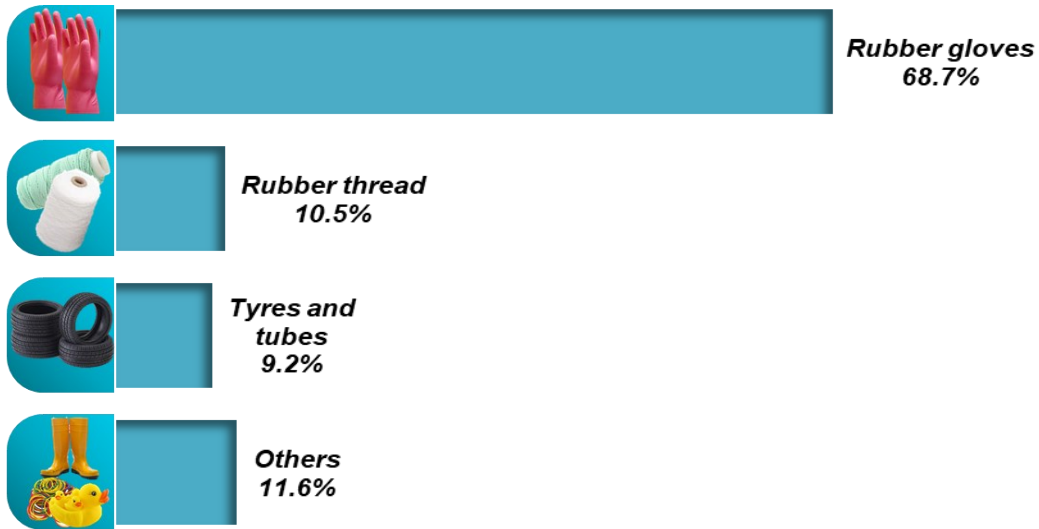 Rubber gloves
68.7%
Rubber thread
10.5%
Tyres and
tubes
9.2%
Others
11.6%